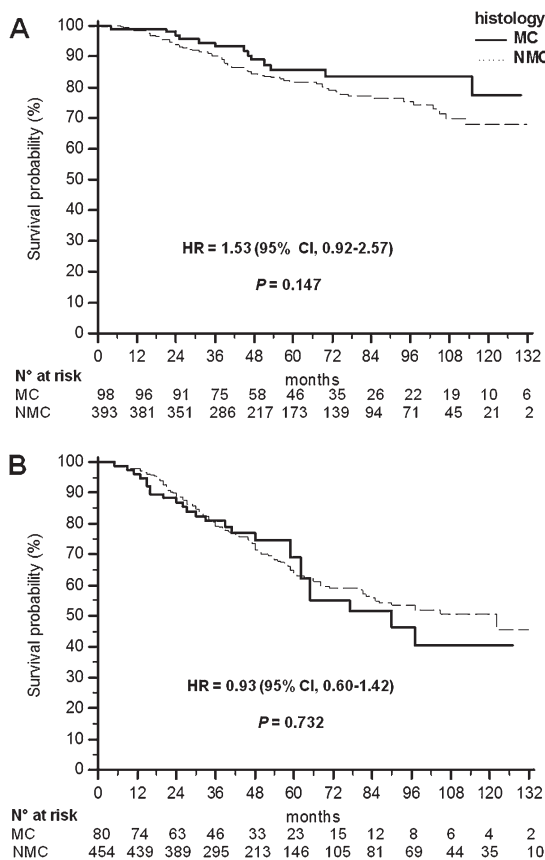 A
histology
MC
NMC
Survival probability (%)
100
90
80
70
60
50
40
30
20
10
0
HR = 1.53 (95% CI, 0.92-2.57)
P = 0.147
0 12 24 36 48 60 72 84 96 108 120 132
months
N° at risk
MC 98 96 91 75 58 46 35 26 22 19 10 6
NMC 393 381 351 286 217 173 139 94 71 45 21 2
B
Survival probability (%)
100
90
80
70
60
50
40
30
20
10
0
HR = 0.93 (95% CI, 0.60-1.42)
P = 0.732
0 12 24 36 48 60 72 84 96 108 120 132
months
N° at risk
MC 80 74 63 46 33 23 15 12 8 6 4 2
NMC 454 439 389 295 213 146 105 81 69 44 35 10